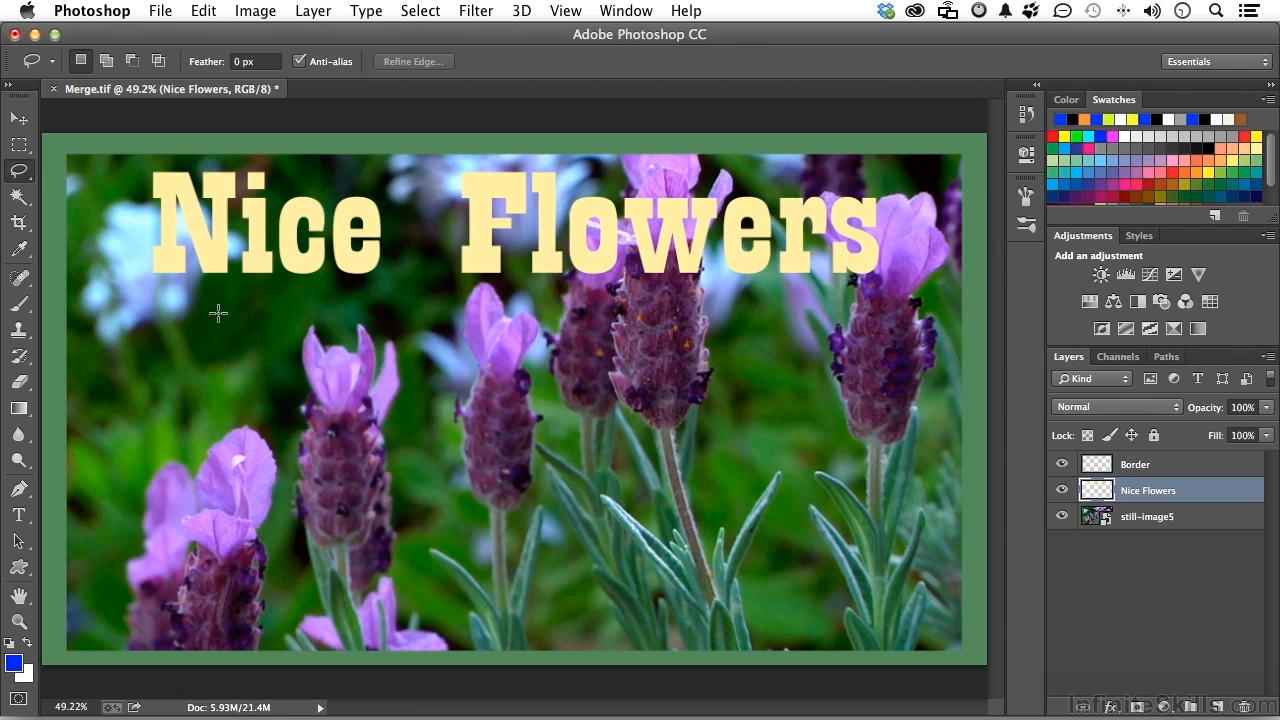 Photoshop File Edit Image Layer Type Select Filter 3D View Window Help
Adobe Photoshop CC
Feather: 0 px Anti-alias Refine Edge... Essentials
× Merge.tif @ 49.2% (Nice Flowers, RGB/8) *
Color Swatches
Nice Flowers
Adjustments Styles
Add an adjustment
Layers Channels Paths
Kind
Normal Opacity: 100%
Lock: Fill: 100%
Border
Nice Flowers
still-image5
49.22% Doc: 5.93M/21.4M
InfiniteSkills.com